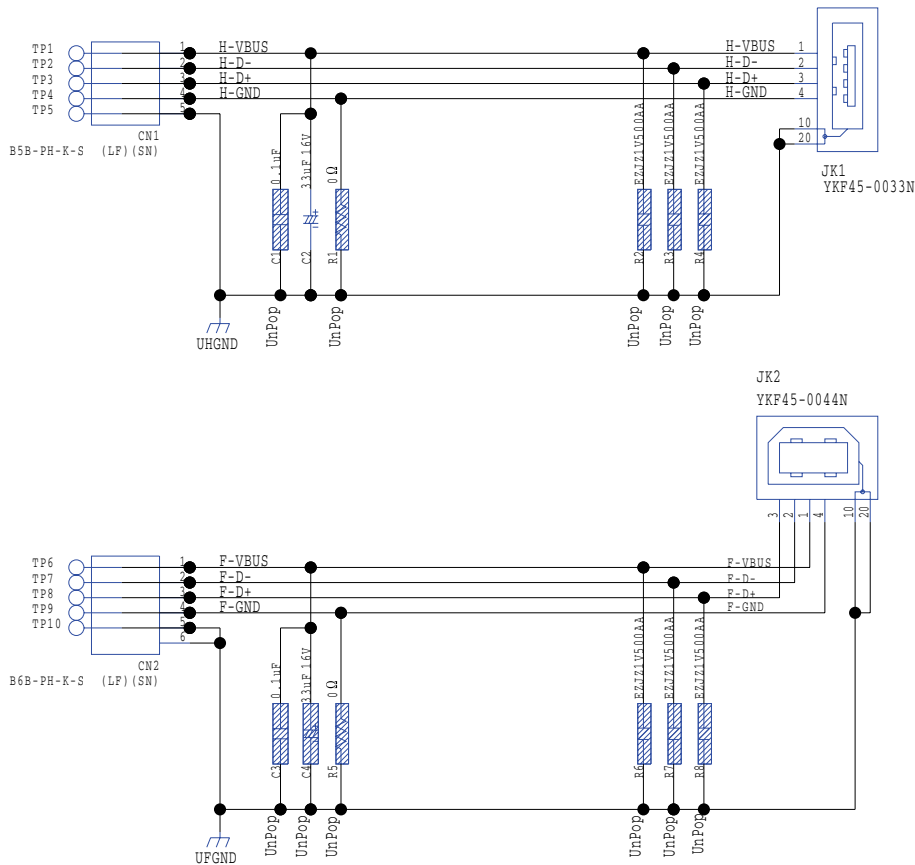 TP1 1 H-VBUS H-VBUS 1
TP2 2 H-D- H-D- 2
TP3 3 H-D+ H-D+ 3
TP4 4 H-GND H-GND 4
TP5 5
10
20
CN1
B5B-PH-K-S (LF)(SN)
JK1
YKF45-0033N
0.1uF
33uF 16V
0Ω
EZJZ1V500AA
EZJZ1V500AA
EZJZ1V500AA
C1
C2
R1
R2
R3
R4
UHGND
UnPop
UnPop
UnPop
UnPop
UnPop
JK2
YKF45-0044N
3 2 1 4 10 20
TP6 1 F-VBUS F-VBUS
TP7 2 F-D- F-D-
TP8 3 F-D+ F-D+
TP9 4 F-GND F-GND
TP10 5
6
CN2
B6B-PH-K-S (LF)(SN)
0.1uF
33uF 16V
0Ω
EZJZ1V500AA
EZJZ1V500AA
EZJZ1V500AA
C3
C4
R5
R6
R7
R8
UFGND
UnPop
UnPop
UnPop
UnPop
UnPop
UnPop